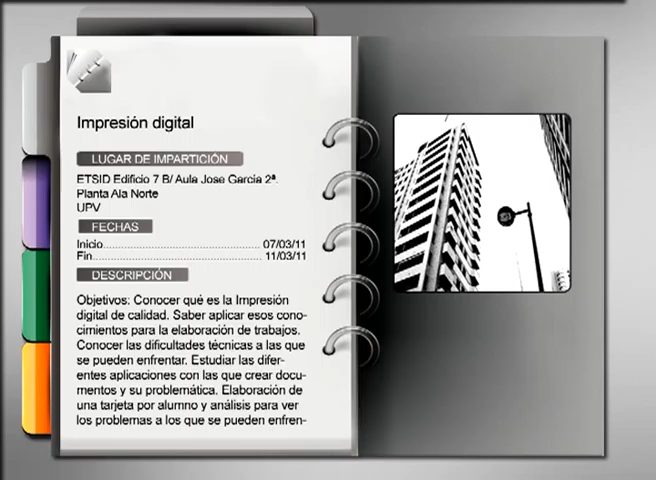 Impresión digital
LUGAR DE IMPARTICIÓN
ETSID Edificio 7 B/ Aula Jose Garcia 2ª.
Planta Ala Norte
UPV
FECHAS
Inicio................................................ 07/03/11
Fin..................................................... 11/03/11
DESCRIPCIÓN
Objetivos: Conocer qué es la Impresión
digital de calidad. Saber aplicar esos cono-
cimientos para la elaboración de trabajos.
Conocer las dificultades técnicas a las que
se pueden enfrentar. Estudiar las difer-
entes aplicaciones con las que crear docu-
mentos y su problemática. Elaboración de
una tarjeta por alumno y análisis para ver
los problemas a los que se pueden enfren-